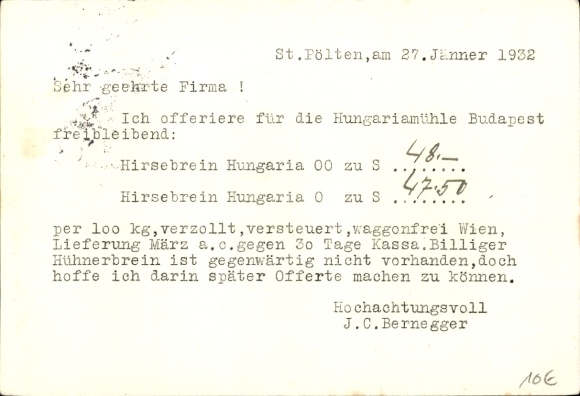 St.Pölten,am 27.Jänner 1932
Sehr geehrte Firma !
Ich offeriere für die Hungariamühle Budapest
freibleibend:
Hirsebrein Hungaria 00 zu S 48.—
Hirsebrein Hungaria 0 zu S 47.50
per 1oo kg,verzollt,versteuert,waggonfrei Wien,
Lieferung März a.c.gegen 3o Tage Kassa.Billiger
Hühnerbrein ist gegenwärtig nicht vorhanden,doch
hoffe ich darin später Offerte machen zu können.
Hochachtungsvoll
J.C.Bernegger
10€